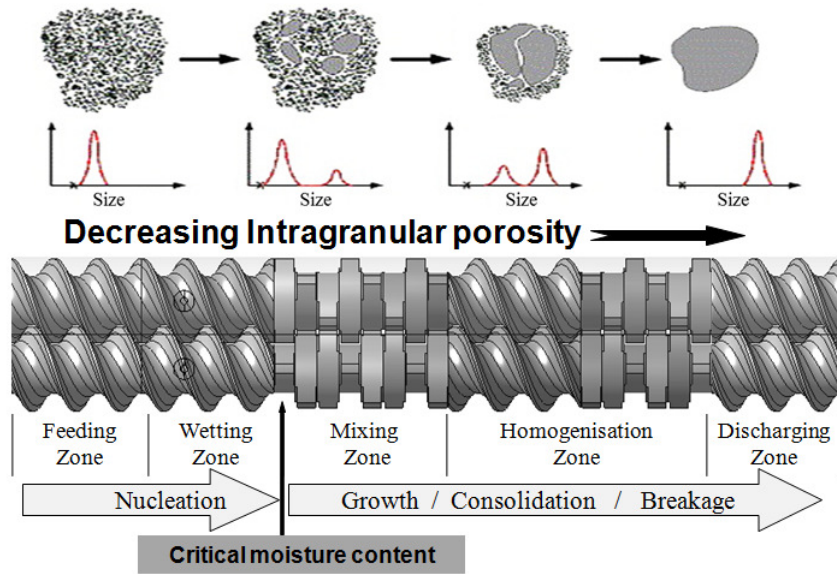 Size
Size
Size
Size
Decreasing Intragranular porosity
Feeding
Zone
Wetting
Zone
Mixing
Zone
Homogenisation
Zone
Discharging
Zone
Nucleation
Growth / Consolidation / Breakage
Critical moisture content